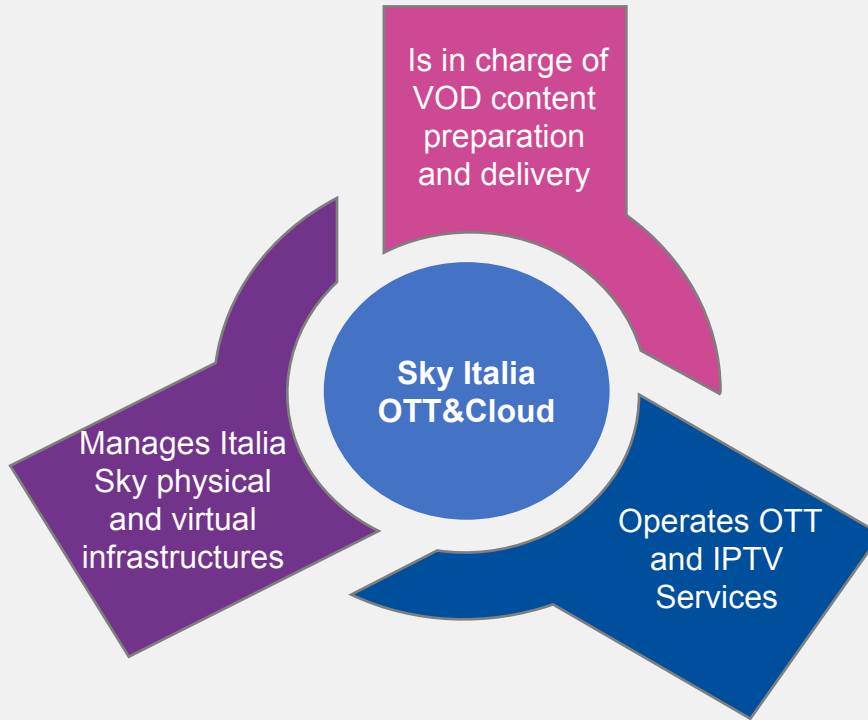 Is in charge of
VOD content
preparation
and delivery
Sky Italia
OTT&Cloud
Manages Italia
Sky physical
and virtual
infrastructures
Operates OTT
and IPTV
Services